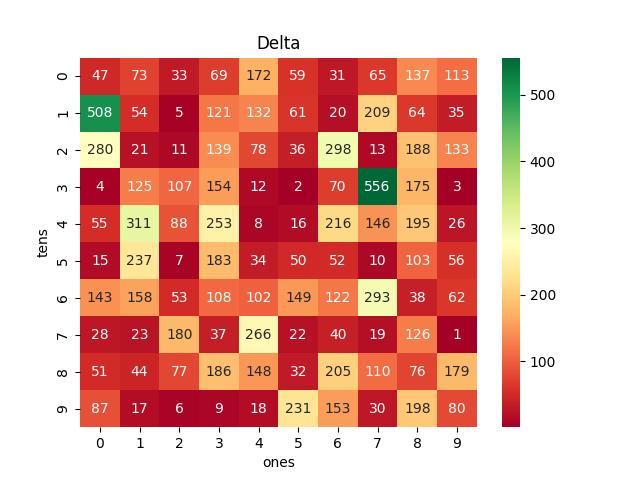 Delta
0 47 73 33 69 172 59 31 65 137 113
1 508 54 5 121 132 61 20 209 64 35
2 280 21 11 139 78 36 298 13 188 133
3 4 125 107 154 12 2 70 556 175 3
4 55 311 88 253 8 16 216 146 195 26
5 15 237 7 183 34 50 52 10 103 56
6 143 158 53 108 102 149 122 293 38 62
7 28 23 180 37 266 22 40 19 126 1
8 51 44 77 186 148 32 205 110 76 179
9 87 17 6 9 18 231 153 30 198 80
0 1 2 3 4 5 6 7 8 9
ones
tens
500
400
300
200
100